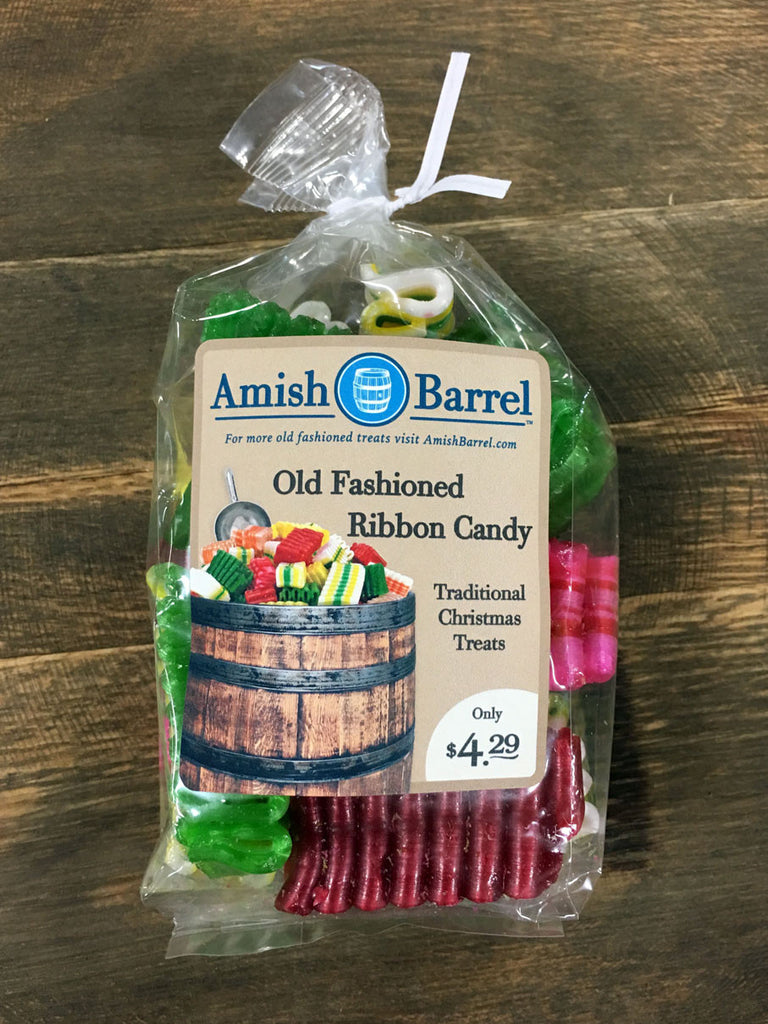 Amish Barrel™
For more old fashioned treats visit AmishBarrel.com
Old Fashioned
Ribbon Candy
Traditional
Christmas
Treats
Only
$4.29